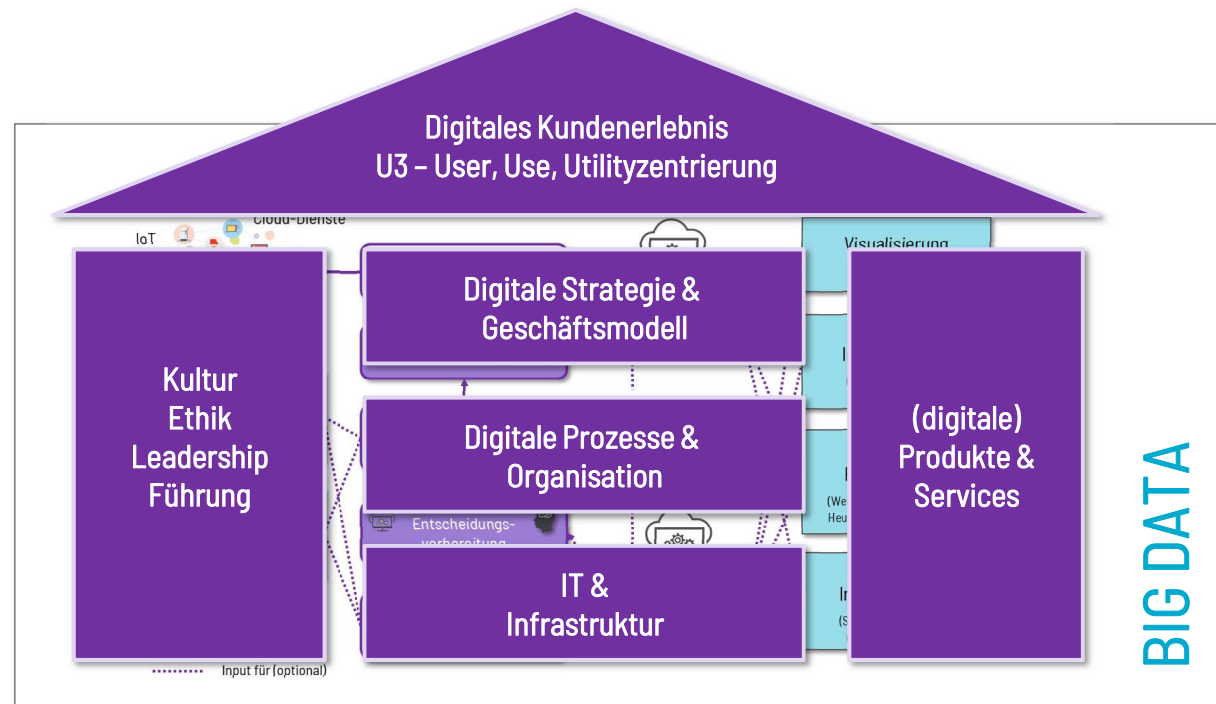 Digitales Kundenerlebnis
U3 – User, Use, Utilityzentrierung
Cloud-Dienste
IoT
Visualisierung
Kultur
Ethik
Leadership
Führung
Digitale Strategie &
Geschäftsmodell
Digitale Prozesse &
Organisation
Entscheidungs-
vorbereitung
IT &
Infrastruktur
(digitale)
Produkte &
Services
BIG DATA
Input für (optional)